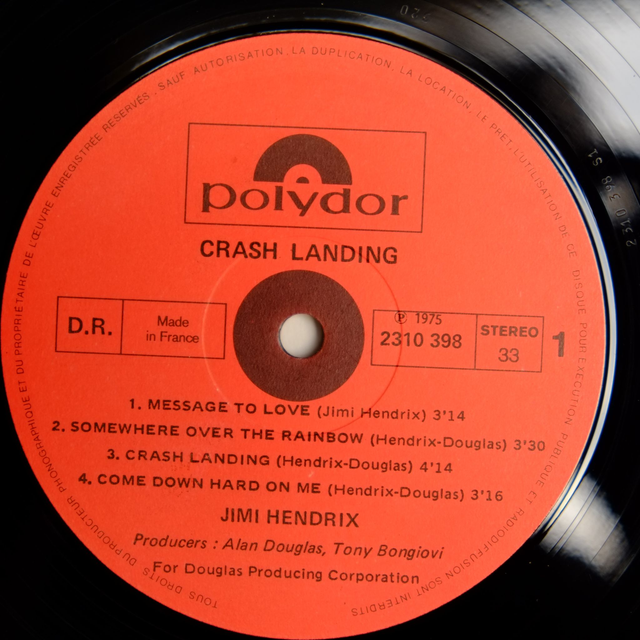 TOUS DROITS DU PRODUCTEUR PHONOGRAPHIQUE ET DU PROPRIÉTAIRE DE L'ŒUVRE ENREGISTRÉE RÉSERVÉS, SAUF AUTORISATION, LA DUPLICATION, LA LOCATION, LE PRÊT, L'UTILISATION DE CE DISQUE POUR EXÉCUTION PUBLIQUE ET RADIODIFFUSION SONT INTERDITS
polydor
CRASH LANDING
D.R.
Made
in France
℗ 1975
2310 398
STEREO
33
1
1. MESSAGE TO LOVE (Jimi Hendrix) 3'14
2. SOMEWHERE OVER THE RAINBOW (Hendrix-Douglas) 3'30
3. CRASH LANDING (Hendrix-Douglas) 4'14
4. COME DOWN HARD ON ME (Hendrix-Douglas) 3'16
JIMI HENDRIX
Producers : Alan Douglas, Tony Bongiovi
For Douglas Producing Corporation
2310 398 S1